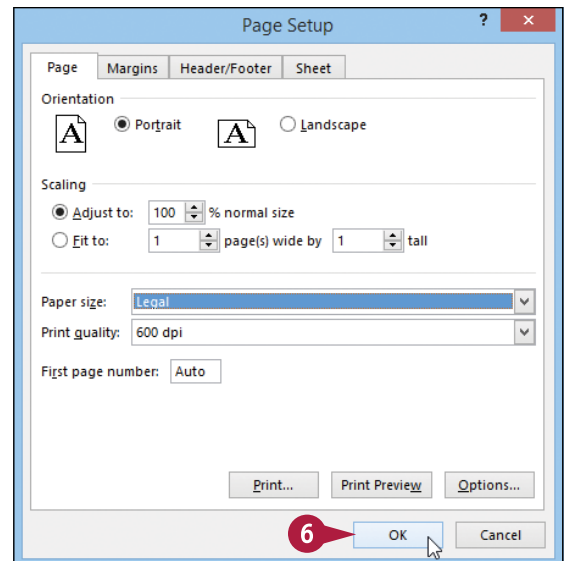 Page Setup ?
Page Margins Header/Footer Sheet
Orientation
A Portrait A Landscape
Scaling
Adjust to: 100 % normal size
Fit to: 1 page(s) wide by 1 tall
Paper size: Legal
Print quality: 600 dpi
First page number: Auto
Print... Print Preview Options...
6 OK Cancel